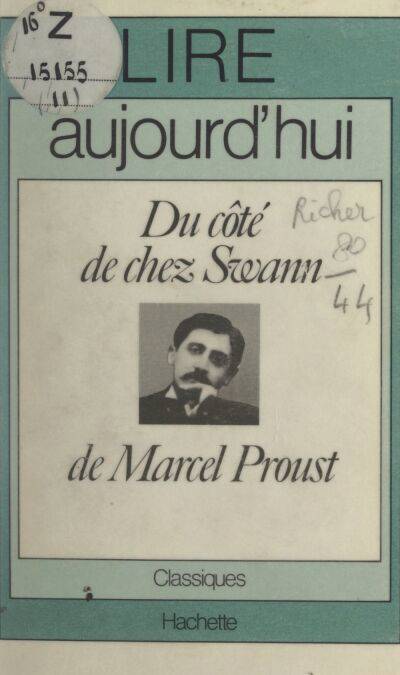 16° Z
15155
(11)
LIRE
aujourd'hui
Du côté
de chez Swann
Richer
80
44
de Marcel Proust
Classiques
Hachette